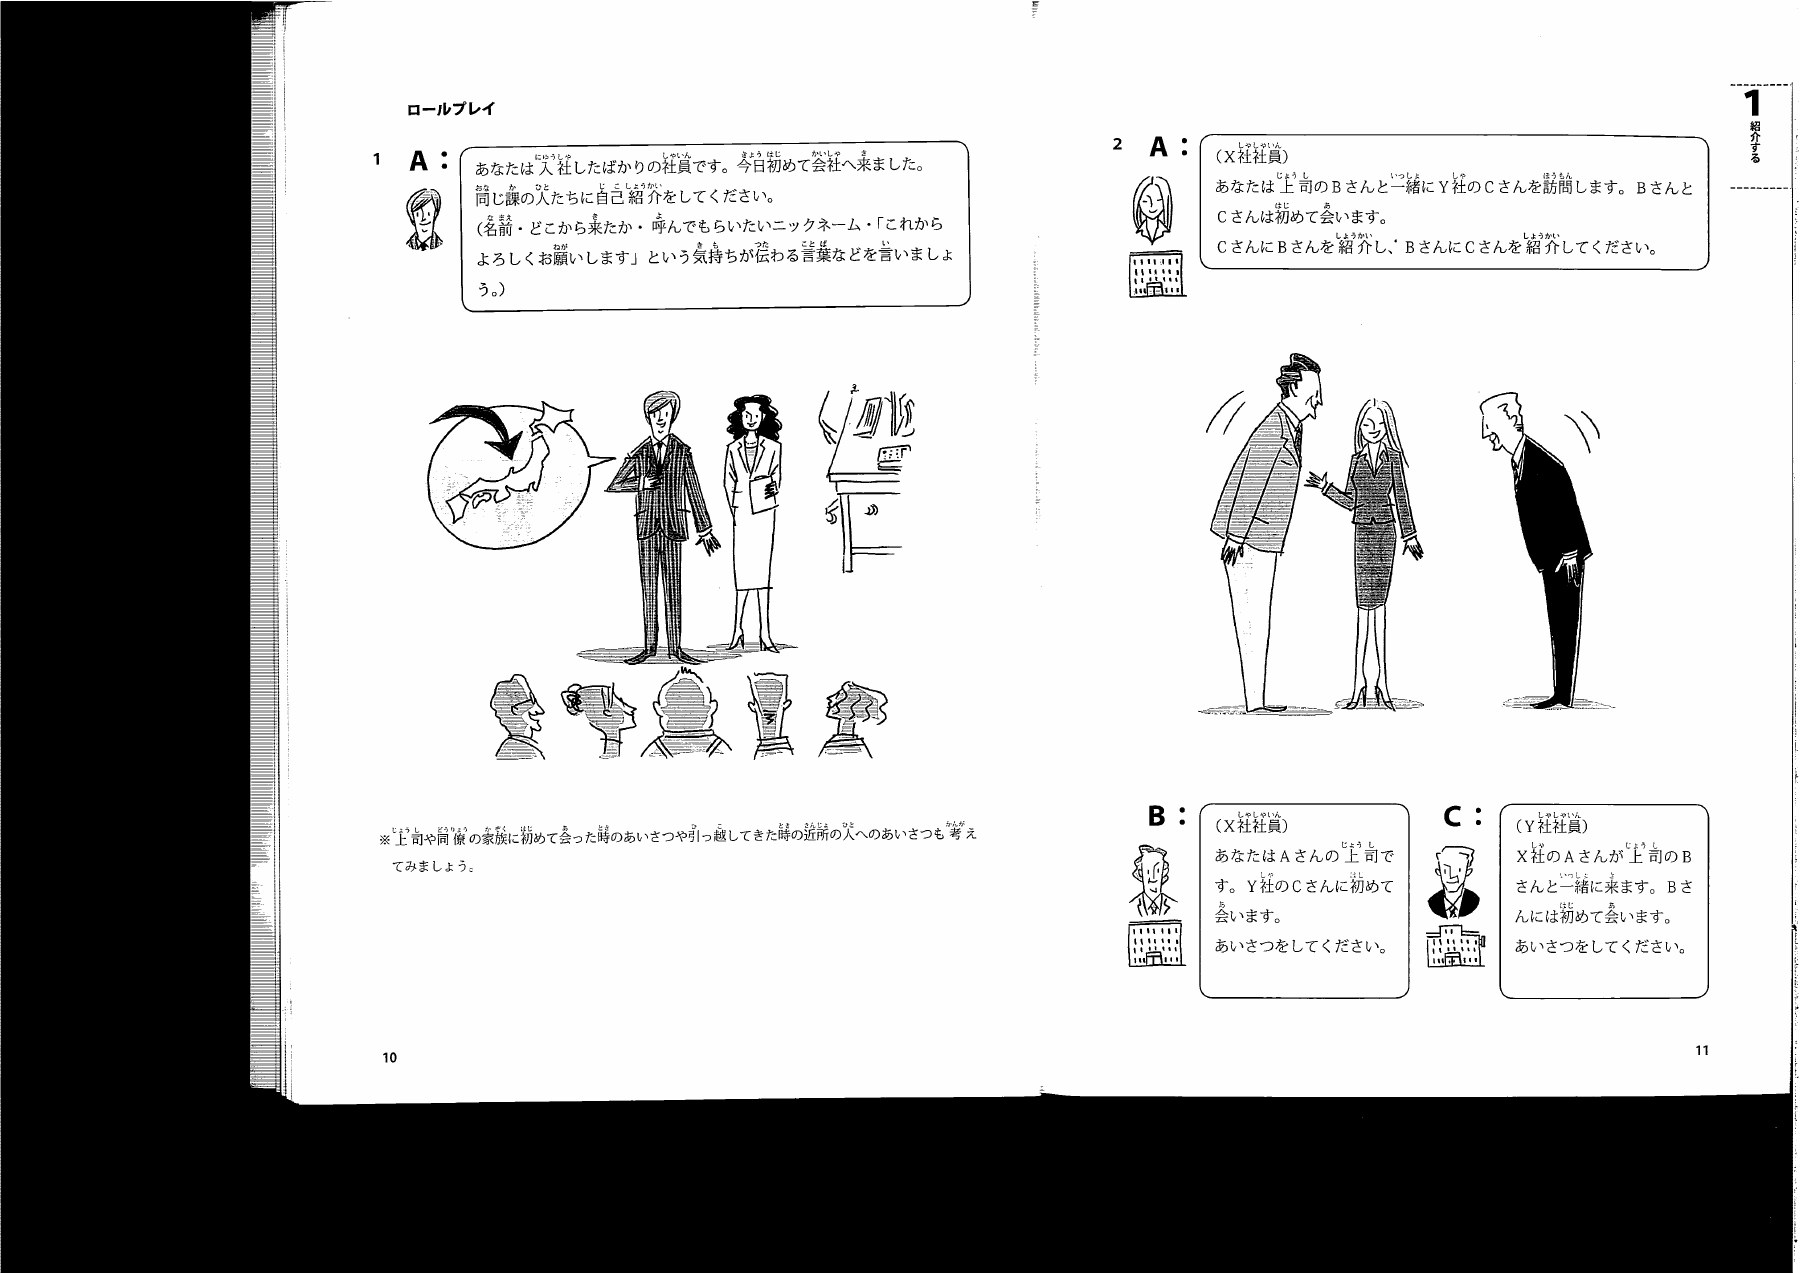 ロールプレイ
1
A：
あなたは入社したばかりの社員です。今日初めて会社へ来ました。
同じ課の人たちに自己紹介をしてください。
（名前・どこから来たか・呼んでもらいたいニックネーム・「これから
よろしくお願いします」という気持ちが伝わる言葉などを言いましょ
う。）
※上司や同僚の家族に初めて会った時のあいさつや引っ越してきた時の近所の人へのあいさつも考え
てみましょう。
10
1
紹介する
2
A：
（X社社員）
あなたは上司のBさんと一緒にY社のCさんを訪問します。Bさんと
Cさんは初めて会います。
CさんにBさんを紹介し、BさんにCさんを紹介してください。
B：
（X社社員）
あなたはAさんの上司で
す。Y社のCさんに初めて
会います。
あいさつをしてください。
C：
（Y社社員）
X社のAさんが上司のB
さんと一緒に来ます。Bさ
んには初めて会います。
あいさつをしてください。
11